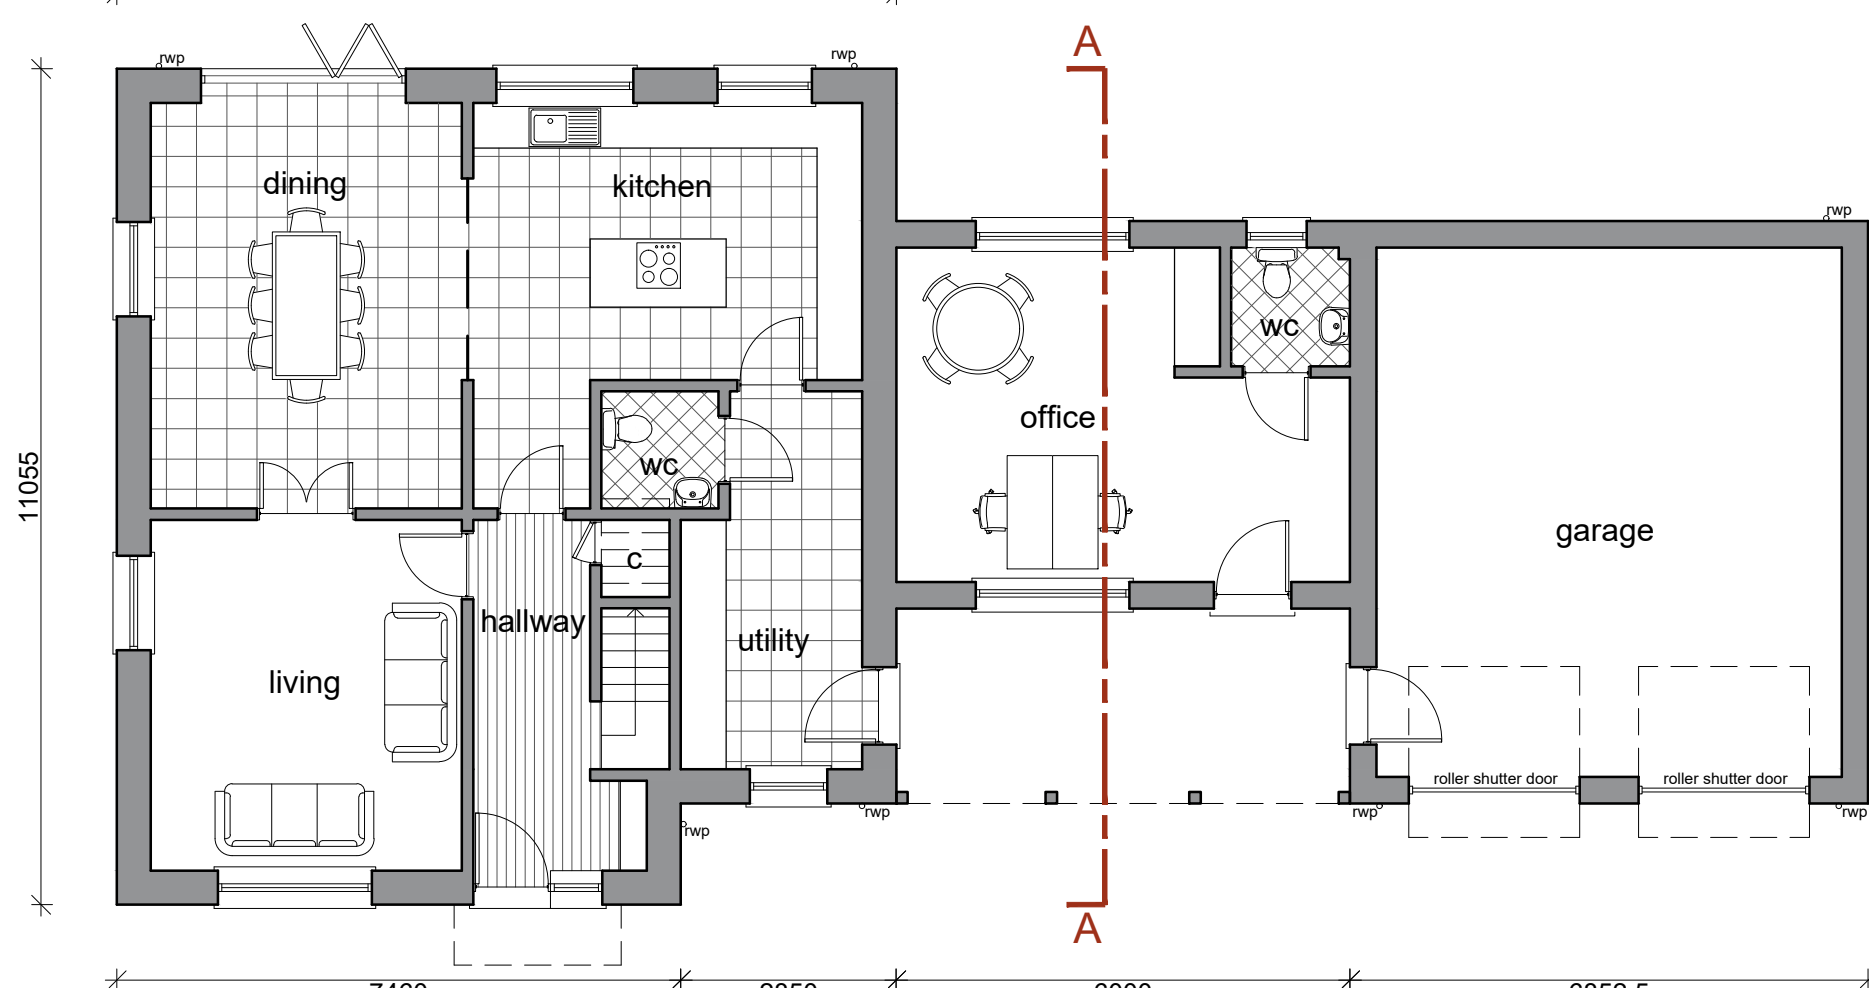 A
rwp
rwp
dining
kitchen
rwp
wc
office
wc
11055
garage
c
hallway
utility
living
roller shutter door
roller shutter door
rwp
rwp
rwp
rwp
A